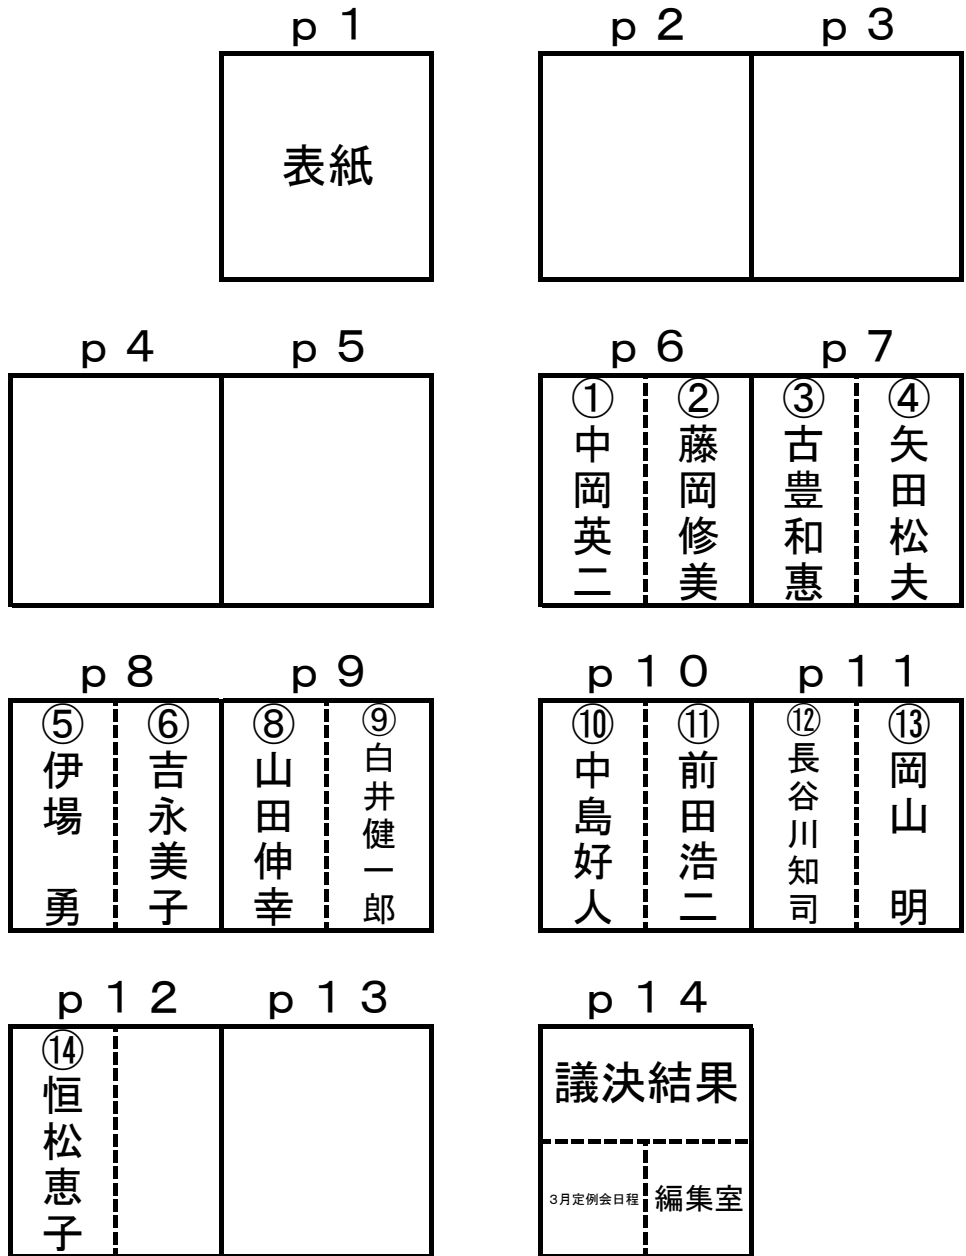 ｐ１
表紙
ｐ２
ｐ３
ｐ４
ｐ５
ｐ６
ｐ７
①中岡英二
②藤岡修美
③古豊和惠
④矢田松夫
ｐ８
ｐ９
⑤伊場　勇
⑥吉永美子
⑧山田伸幸
⑨白井健一郎
ｐ１０
ｐ１１
⑩中島好人
⑪前田浩二
⑫長谷川知司
⑬岡山　明
ｐ１２
ｐ１３
⑭恒松恵子
ｐ１４
議決結果
３月定例会日程
編集室